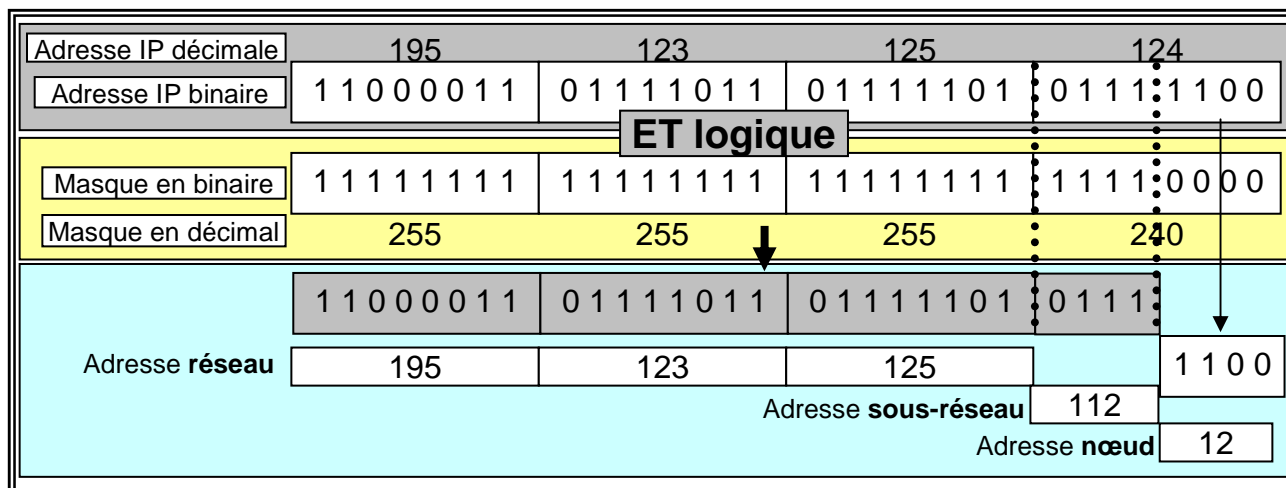 Adresse IP décimale 195 123 125 124
Adresse IP binaire 1 1 0 0 0 0 1 1 0 1 1 1 1 0 1 1 0 1 1 1 1 1 0 1 0 1 1 1 1 1 0 0
ET logique
Masque en binaire 1 1 1 1 1 1 1 1 1 1 1 1 1 1 1 1 1 1 1 1 1 1 1 1 1 1 1 1 0 0 0 0
Masque en décimal 255 255 255 240
1 1 0 0 0 0 1 1 0 1 1 1 1 0 1 1 0 1 1 1 1 1 0 1 0 1 1 1
Adresse réseau 195 123 125 1 1 0 0
Adresse sous-réseau 112
Adresse nœud 12